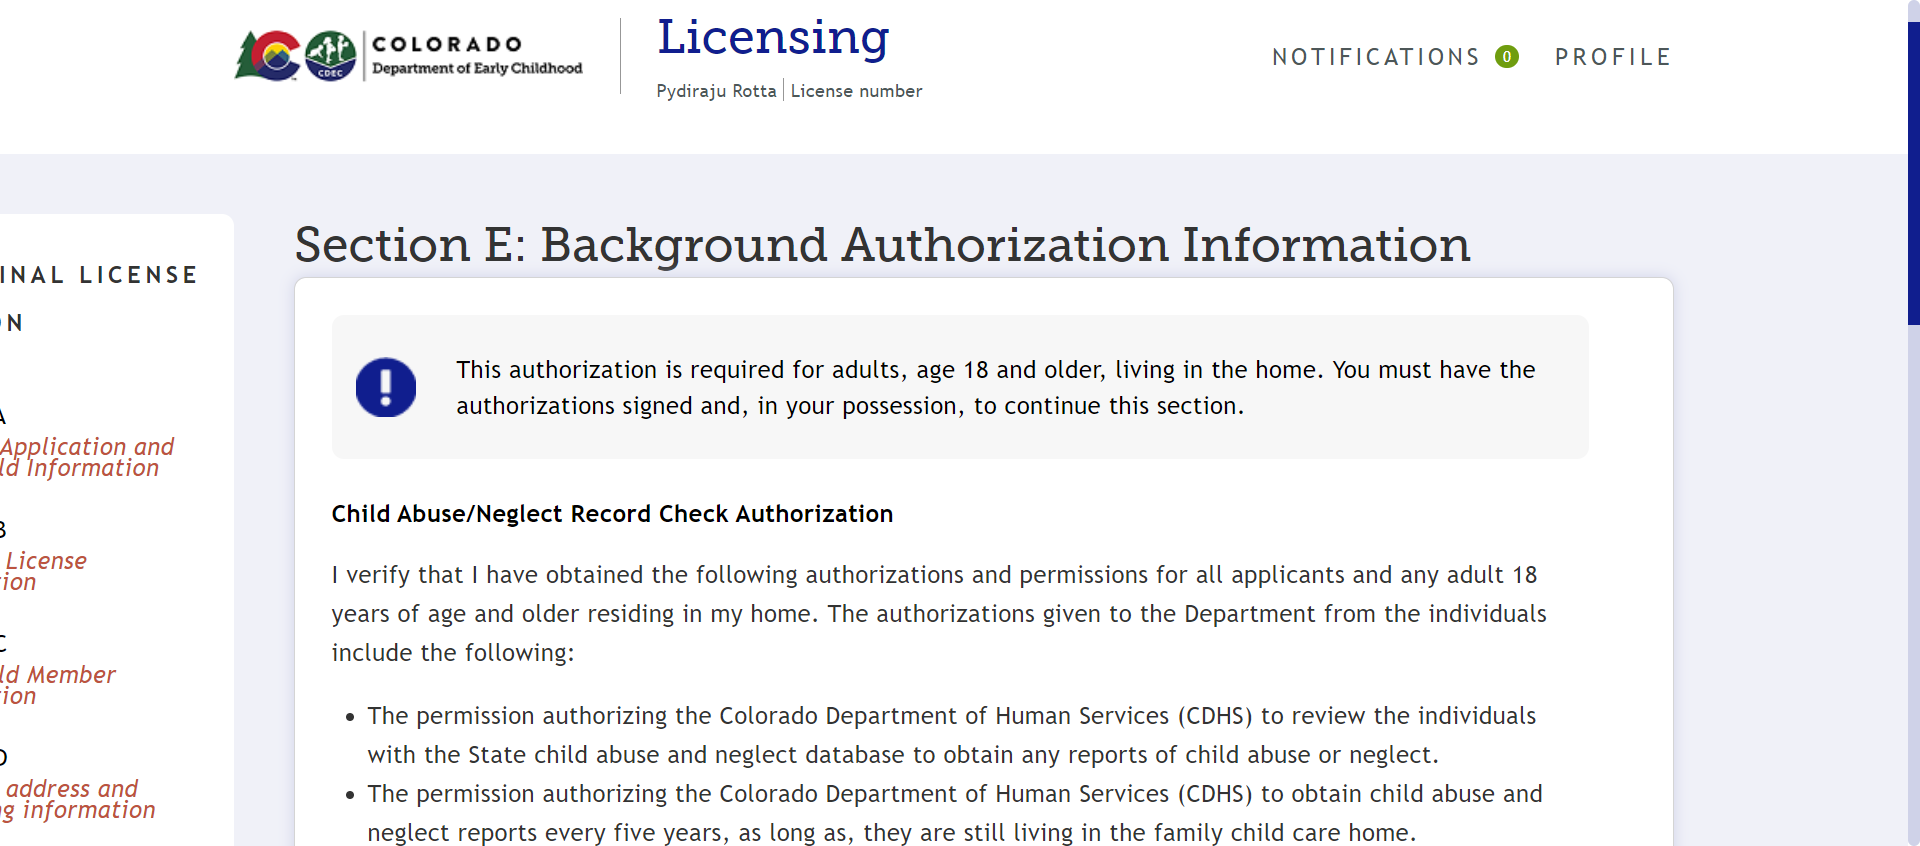 COLORADO
Department of Early Childhood
CDEC
Licensing
Pydiraju Rotta
License number
NOTIFICATIONS 0
PROFILE
INAL LICENSE
ON
A
Application and
ld Information
B
License
tion
C
ld Member
tion
D
address and
ng information
Section E: Background Authorization Information
This authorization is required for adults, age 18 and older, living in the home. You must have the
authorizations signed and, in your possession, to continue this section.
Child Abuse/Neglect Record Check Authorization
I verify that I have obtained the following authorizations and permissions for all applicants and any adult 18
years of age and older residing in my home. The authorizations given to the Department from the individuals
include the following:
• The permission authorizing the Colorado Department of Human Services (CDHS) to review the individuals
with the State child abuse and neglect database to obtain any reports of child abuse or neglect.
• The permission authorizing the Colorado Department of Human Services (CDHS) to obtain child abuse and
neglect reports every five years, as long as, they are still living in the family child care home.